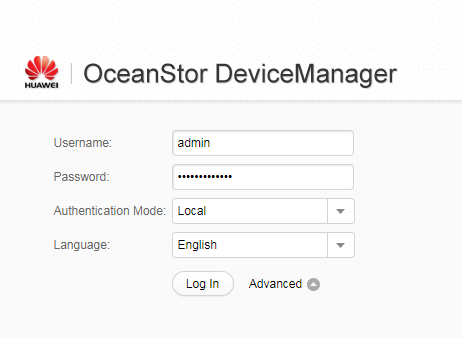 HUAWEI
OceanStor DeviceManager
Username: admin
Password: •••••••••••••
Authentication Mode: Local
Language: English
Log In Advanced